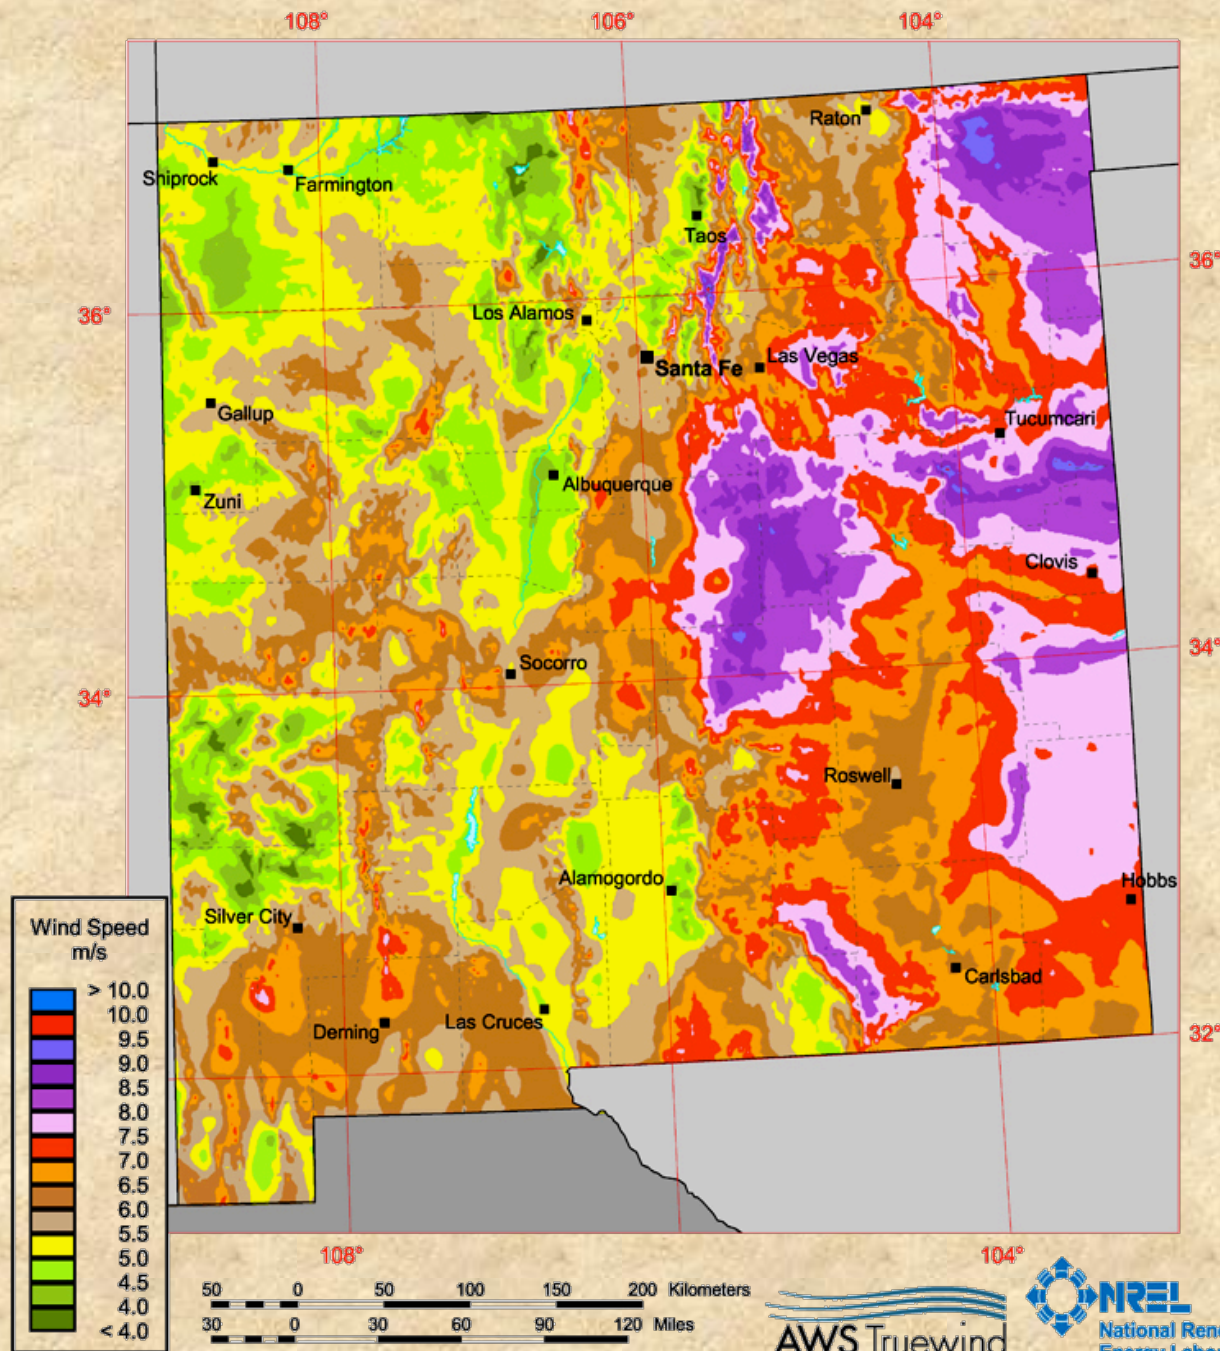 108°
106°
104°
Raton
Shiprock
Farmington
Taos
36°
36°
Los Alamos
Santa Fe
Las Vegas
Gallup
Tucumcari
Albuquerque
Zuni
Clovis
Socorro
34°
34°
Roswell
Alamogordo
Hobbs
Silver City
Carlsbad
Las Cruces
Deming
32°
Wind Speed
m/s
> 10.0
10.0
9.5
9.0
8.5
8.0
7.5
7.0
6.5
6.0
5.5
5.0
4.5
4.0
< 4.0
108°
104°
50 0 50 100 150 200 Kilometers
30 0 30 60 90 120 Miles
AWS Truewind
NREL
National Rene
Energy Labo